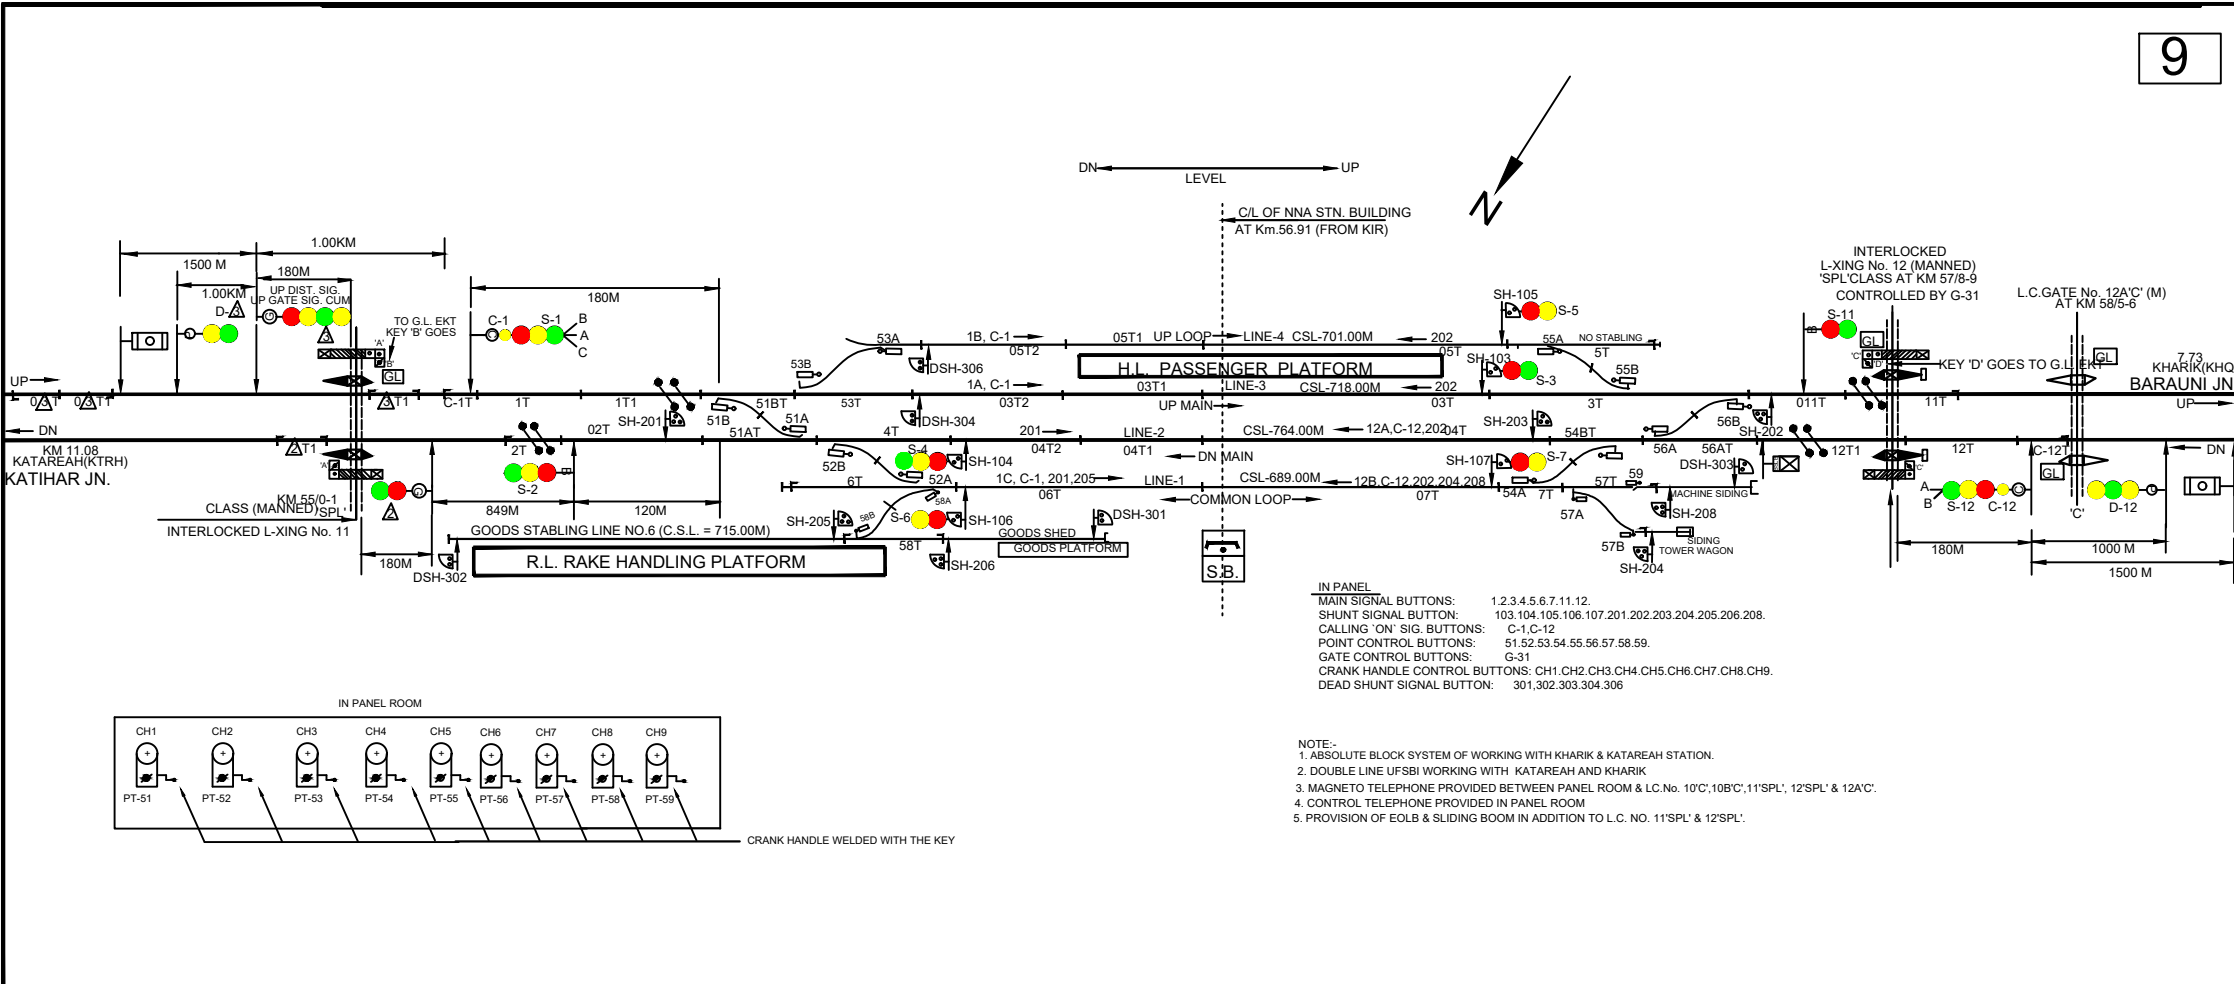 9
DN
UP
LEVEL
N
C/L OF NNA STN. BUILDING
AT Km.56.91 (FROM KIR)
1.00KM
1500 M
180M
1.00KM
UP DIST. SIG.
UP GATE SIG. CUM
D-3
3
TO G.L. EKT
KEY 'B' GOES
'A'
'B'
GL
180M
C-1
S-1
B
A
C
53A
53B
1B, C-1
05T2
05T1
UP LOOP
LINE-4
CSL-701.00M
202
05T
SH-105
S-5
55A
NO STABLING
5T
DSH-306
H.L. PASSENGER PLATFORM
SH-103
S-3
55B
INTERLOCKED
L-XING No. 12 (MANNED)
'SPL'CLASS AT KM 57/8-9
CONTROLLED BY G-31
S-11
GL
'C'
'D'
KEY 'D' GOES TO G.L. EKT
L.C.GATE No. 12A'C' (M)
AT KM 58/5-6
GL
7.73
KHARIK(KHQ
BARAUNI JN
UP
UP
03T
03T1
3T1
C-1T
1T
1T1
51BT
53T
1A, C-1
03T2
03T1
LINE-3
CSL-718.00M
202
UP MAIN
03T
3T
011T
11T
SH-201
51B
51A
DSH-304
SH-203
56B
SH-202
DN
KM 11.08
KATAREAH(KTRH)
KATIHAR JN.
2T1
2T
02T
51AT
4T
201
04T2
LINE-2
04T1
DN MAIN
CSL-764.00M
12A,C-12,202
04T
54BT
56A
56AT
12T1
12T
C-12T
DN
'A'
S-2
52B
S-4
52A
SH-104
SH-107
S-7
54A
59
DSH-303
6T
1C, C-1, 201,205
06T
LINE-1
CSL-689.00M
COMMON LOOP
12B,C-12,202,204,208
07T
7T
57T
57A
MACHINE SIDING
KM 55/0-1
CLASS (MANNED)'SPL'
INTERLOCKED L-XING No. 11
2
180M
849M
120M
GOODS STABLING LINE NO.6 (C.S.L. = 715.00M)
SH-205
58B
58A
S-6
SH-106
58T
GOODS SHED
GOODS PLATFORM
DSH-301
SH-208
57B
SIDING
TOWER WAGON
SH-204
DSH-302
R.L. RAKE HANDLING PLATFORM
SH-206
S.B.
'C'
A
B
S-12
C-12
GL
'C'
D-12
180M
1000 M
1500 M
IN PANEL
MAIN SIGNAL BUTTONS: 1.2.3.4.5.6.7.11.12.
SHUNT SIGNAL BUTTON: 103.104.105.106.107.201.202.203.204.205.206.208.
CALLING `ON` SIG. BUTTONS: C-1,C-12
POINT CONTROL BUTTONS: 51.52.53.54.55.56.57.58.59.
GATE CONTROL BUTTONS: G-31
CRANK HANDLE CONTROL BUTTONS: CH1.CH2.CH3.CH4.CH5.CH6.CH7.CH8.CH9.
DEAD SHUNT SIGNAL BUTTON: 301,302.303.304.306
IN PANEL ROOM
CH1 CH2 CH3 CH4 CH5 CH6 CH7 CH8 CH9
PT-51 PT-52 PT-53 PT-54 PT-55 PT-56 PT-57 PT-58 PT-59
CRANK HANDLE WELDED WITH THE KEY
NOTE:-
1. ABSOLUTE BLOCK SYSTEM OF WORKING WITH KHARIK & KATAREAH STATION.
2. DOUBLE LINE UFSBI WORKING WITH KATAREAH AND KHARIK
3. MAGNETO TELEPHONE PROVIDED BETWEEN PANEL ROOM & LC.No. 10'C',10B'C',11'SPL', 12'SPL' & 12A'C'.
4. CONTROL TELEPHONE PROVIDED IN PANEL ROOM
5. PROVISION OF EOLB & SLIDING BOOM IN ADDITION TO L.C. NO. 11'SPL' & 12'SPL'.